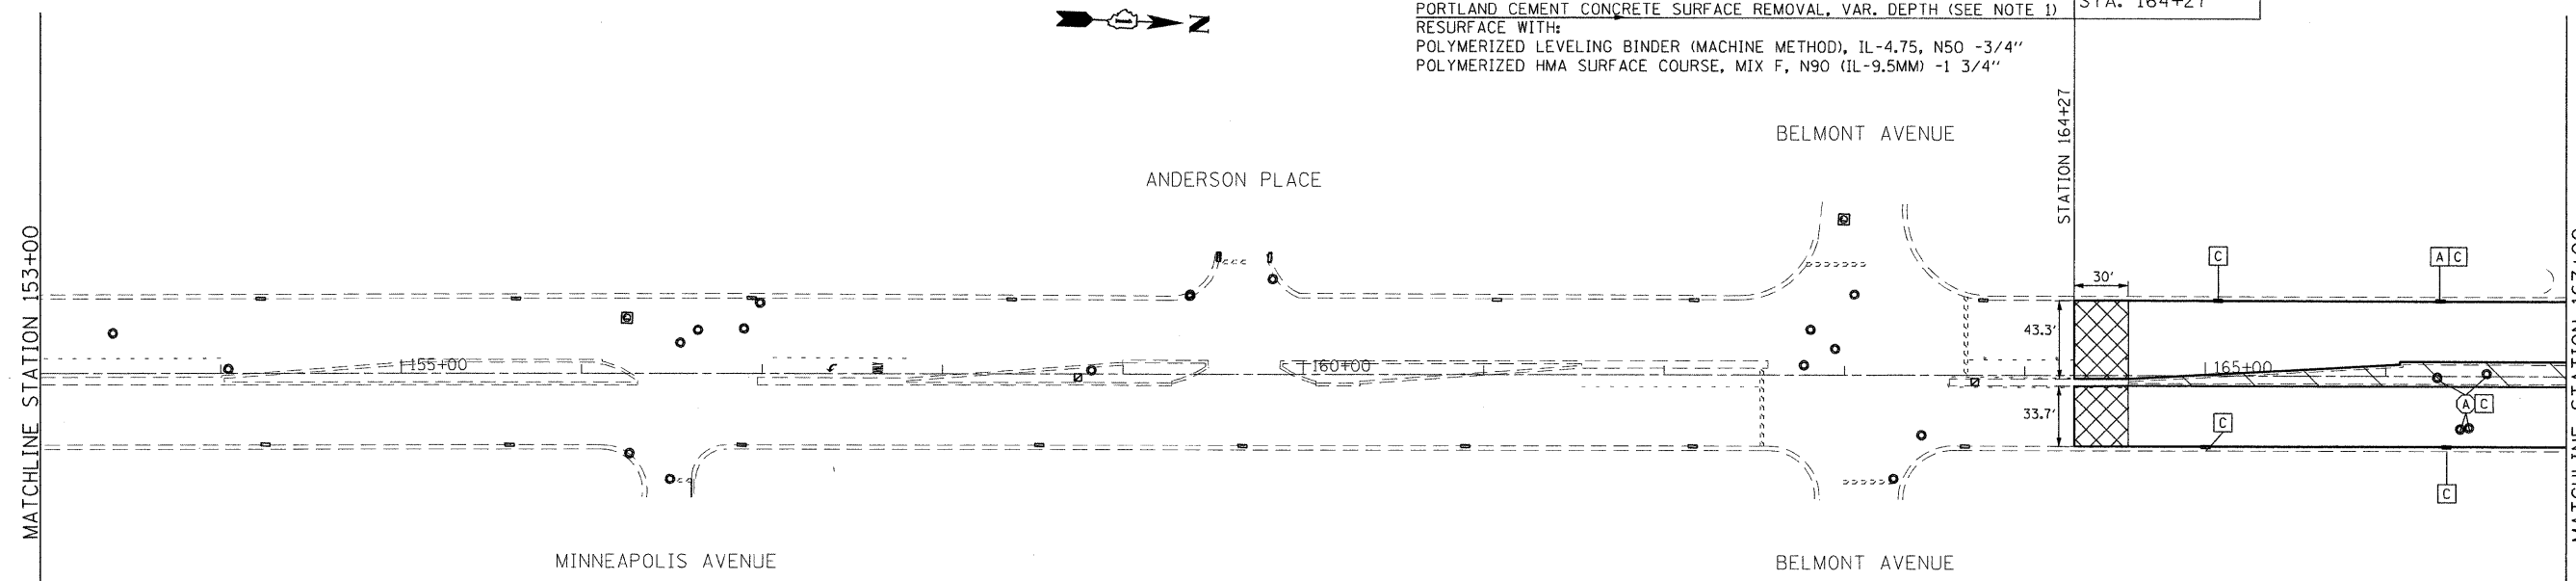 N
PORTLAND CEMENT CONCRETE SURFACE REMOVAL, VAR. DEPTH (SEE NOTE 1)
STA. 164+27
RESURFACE WITH:
POLYMERIZED LEVELING BINDER (MACHINE METHOD), IL-4.75, N50 -3/4"
POLYMERIZED HMA SURFACE COURSE, MIX F, N90 (IL-9.5MM) -1 3/4"
STATION 164+27
BELMONT AVENUE
ANDERSON PLACE
MATCHLINE STATION 153+00
C
A C
30'
43.3'
155+00
160+00
165+00
33.7'
A C
C
C
MINNEAPOLIS AVENUE
BELMONT AVENUE
MATCHLINE STATION